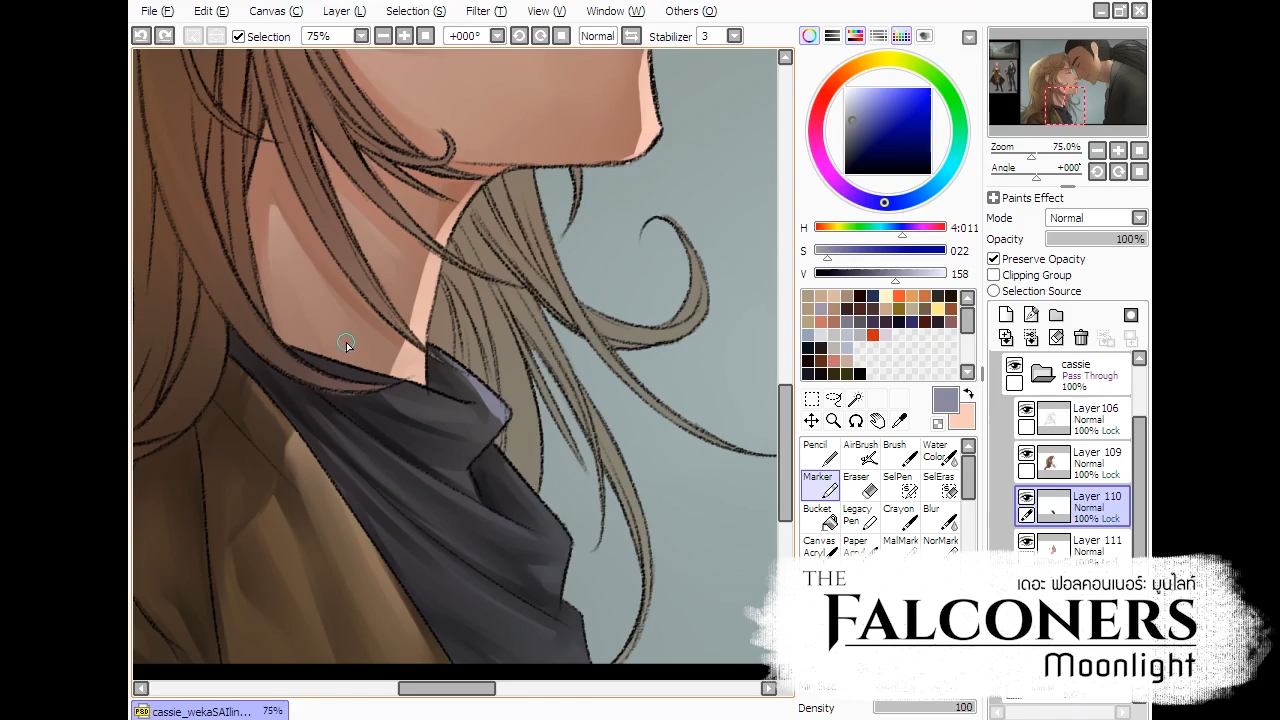 File (F) Edit (E) Canvas (C) Layer (L) Selection (S) Filter (T) View (V) Window (W) Others (O)
Selection 75% +000° Normal Stabilizer 3
H 4:011
S 022
V 158
Zoom 75.0%
Angle +000°
Paints Effect
Mode Normal
Opacity 100%
Preserve Opacity
Clipping Group
Selection Source
cassie
Pass Through
100%
Layer106
Normal
100% Lock
Layer 109
Normal
100% Lock
Layer 110
Normal
100% Lock
Layer 111
Normal
Pencil AirBrush Brush Water Color
Marker Eraser SelPen SelEras
Bucket Legacy Pen Crayon Blur
Canvas Acryl Paper MalMark NorMark
THE
เดอะ ฟอลคอนเนอร์: มูนไลท์
FALCONERS
Moonlight
Density 100
PSD cassie_wekaSAIlin... 75%